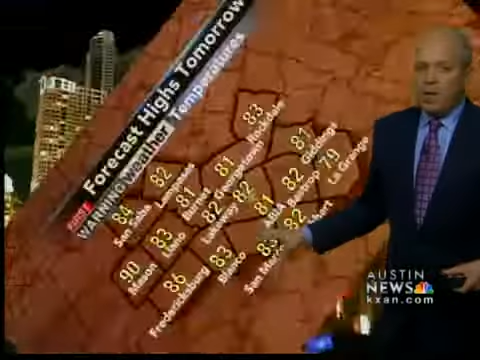 Forecast Highs Tomorrow
WARNING Weather Temperatures
83
Rockdale
81
Giddings
79
La Grange
81
Georgetown
82
Bastrop
82
Lampasas
81
Burnet
82
82
Lakeway
81
ABIA
82
84
San Saba
83
Llano
83
San Mar
90
Mason
86
Fredericksburg
83
Blanco
AUSTIN
NEWS
kxan.com